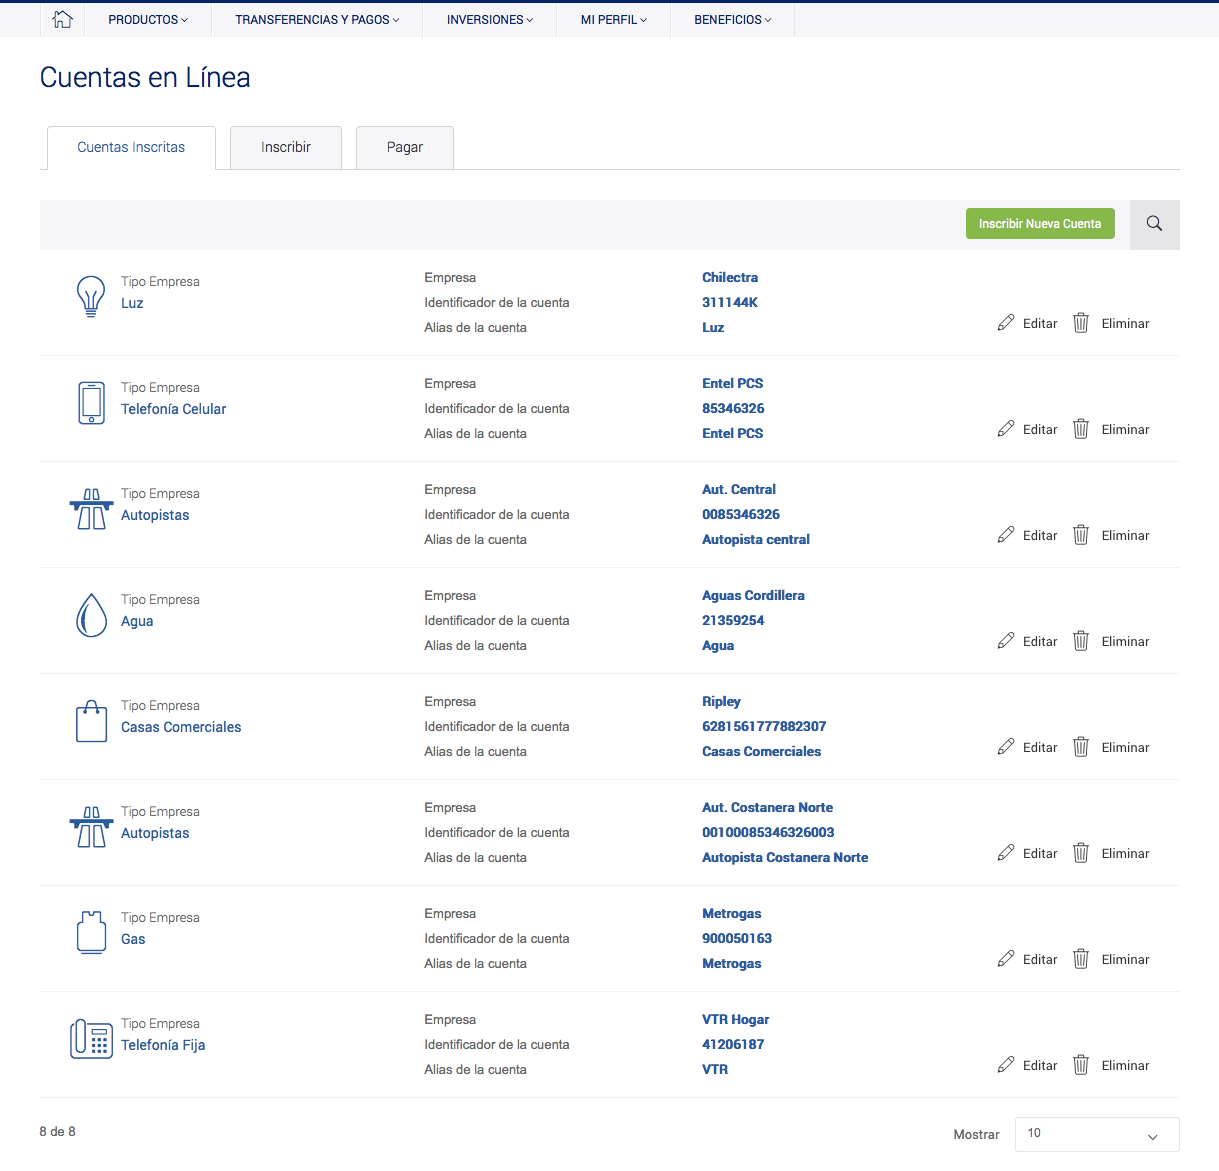 PRODUCTOS TRANSFERENCIAS Y PAGOS INVERSIONES MI PERFIL BENEFICIOS
Cuentas en Línea
Cuentas Inscritas Inscribir Pagar
Inscribir Nueva Cuenta
Tipo Empresa
Luz
Empresa Chilectra
Identificador de la cuenta 311144K
Alias de la cuenta Luz
Editar Eliminar
Tipo Empresa
Telefonía Celular
Empresa Entel PCS
Identificador de la cuenta 85346326
Alias de la cuenta Entel PCS
Editar Eliminar
Tipo Empresa
Autopistas
Empresa Aut. Central
Identificador de la cuenta 0085346326
Alias de la cuenta Autopista central
Editar Eliminar
Tipo Empresa
Agua
Empresa Aguas Cordillera
Identificador de la cuenta 21359254
Alias de la cuenta Agua
Editar Eliminar
Tipo Empresa
Casas Comerciales
Empresa Ripley
Identificador de la cuenta 6281561777882307
Alias de la cuenta Casas Comerciales
Editar Eliminar
Tipo Empresa
Autopistas
Empresa Aut. Costanera Norte
Identificador de la cuenta 00100085346326003
Alias de la cuenta Autopista Costanera Norte
Editar Eliminar
Tipo Empresa
Gas
Empresa Metrogas
Identificador de la cuenta 900050163
Alias de la cuenta Metrogas
Editar Eliminar
Tipo Empresa
Telefonía Fija
Empresa VTR Hogar
Identificador de la cuenta 41206187
Alias de la cuenta VTR
Editar Eliminar
8 de 8
Mostrar 10